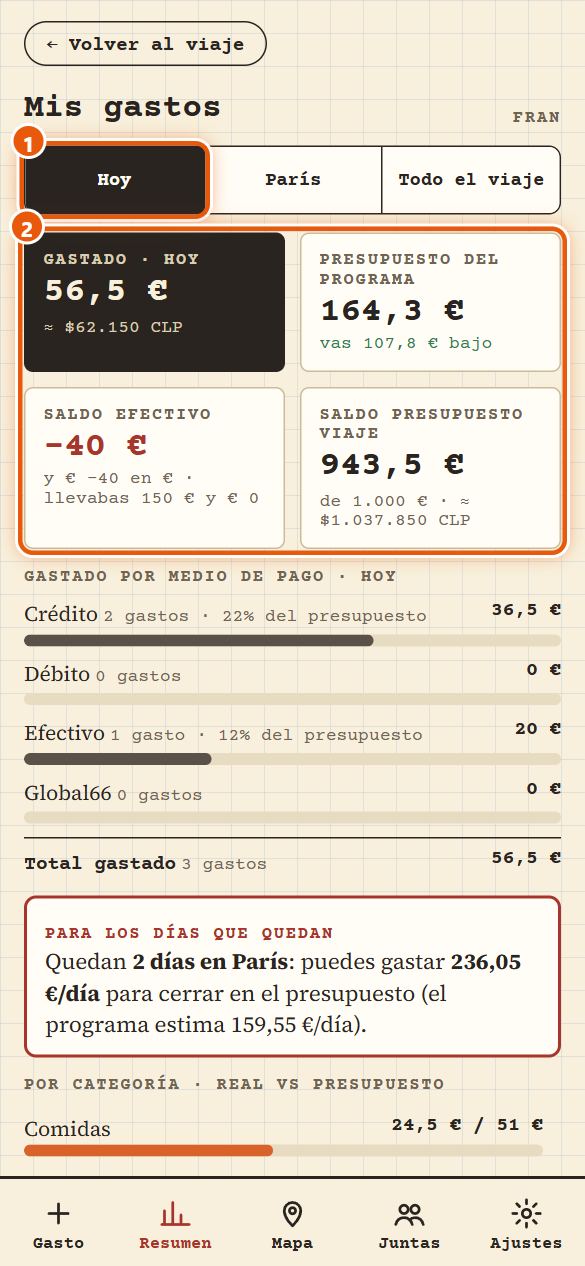 ← Volver al viaje
Mis gastos
FRAN
1
Hoy
París
Todo el viaje
2
GASTADO · HOY
56,5 €
≈ $62.150 CLP
PRESUPUESTO DEL
PROGRAMA
164,3 €
vas 107,8 € bajo
SALDO EFECTIVO
−40 €
y € −40 en € ·
llevabas 150 € y € 0
SALDO PRESUPUESTO
VIAJE
943,5 €
de 1.000 € · ≈
$1.037.850 CLP
GASTADO POR MEDIO DE PAGO · HOY
Crédito 2 gastos · 22% del presupuesto 36,5 €
Débito 0 gastos 0 €
Efectivo 1 gasto · 12% del presupuesto 20 €
Global66 0 gastos 0 €
Total gastado 3 gastos 56,5 €
PARA LOS DÍAS QUE QUEDAN
Quedan 2 días en París: puedes gastar 236,05
€/día para cerrar en el presupuesto (el
programa estima 159,55 €/día).
POR CATEGORÍA · REAL VS PRESUPUESTO
Comidas 24,5 € / 51 €
Gasto
Resumen
Mapa
Juntas
Ajustes